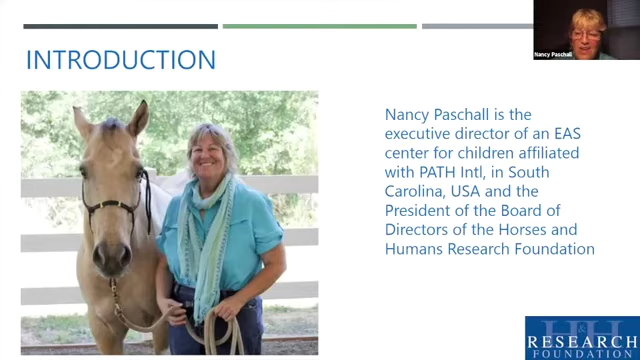 INTRODUCTION
Nancy Paschall
Nancy Paschall is the
executive director of an EAS
center for children affiliated
with PATH Intl, in South
Carolina, USA and the
President of the Board of
Directors of the Horses and
Humans Research Foundation
H&H
RESEARCH
FOUNDATION